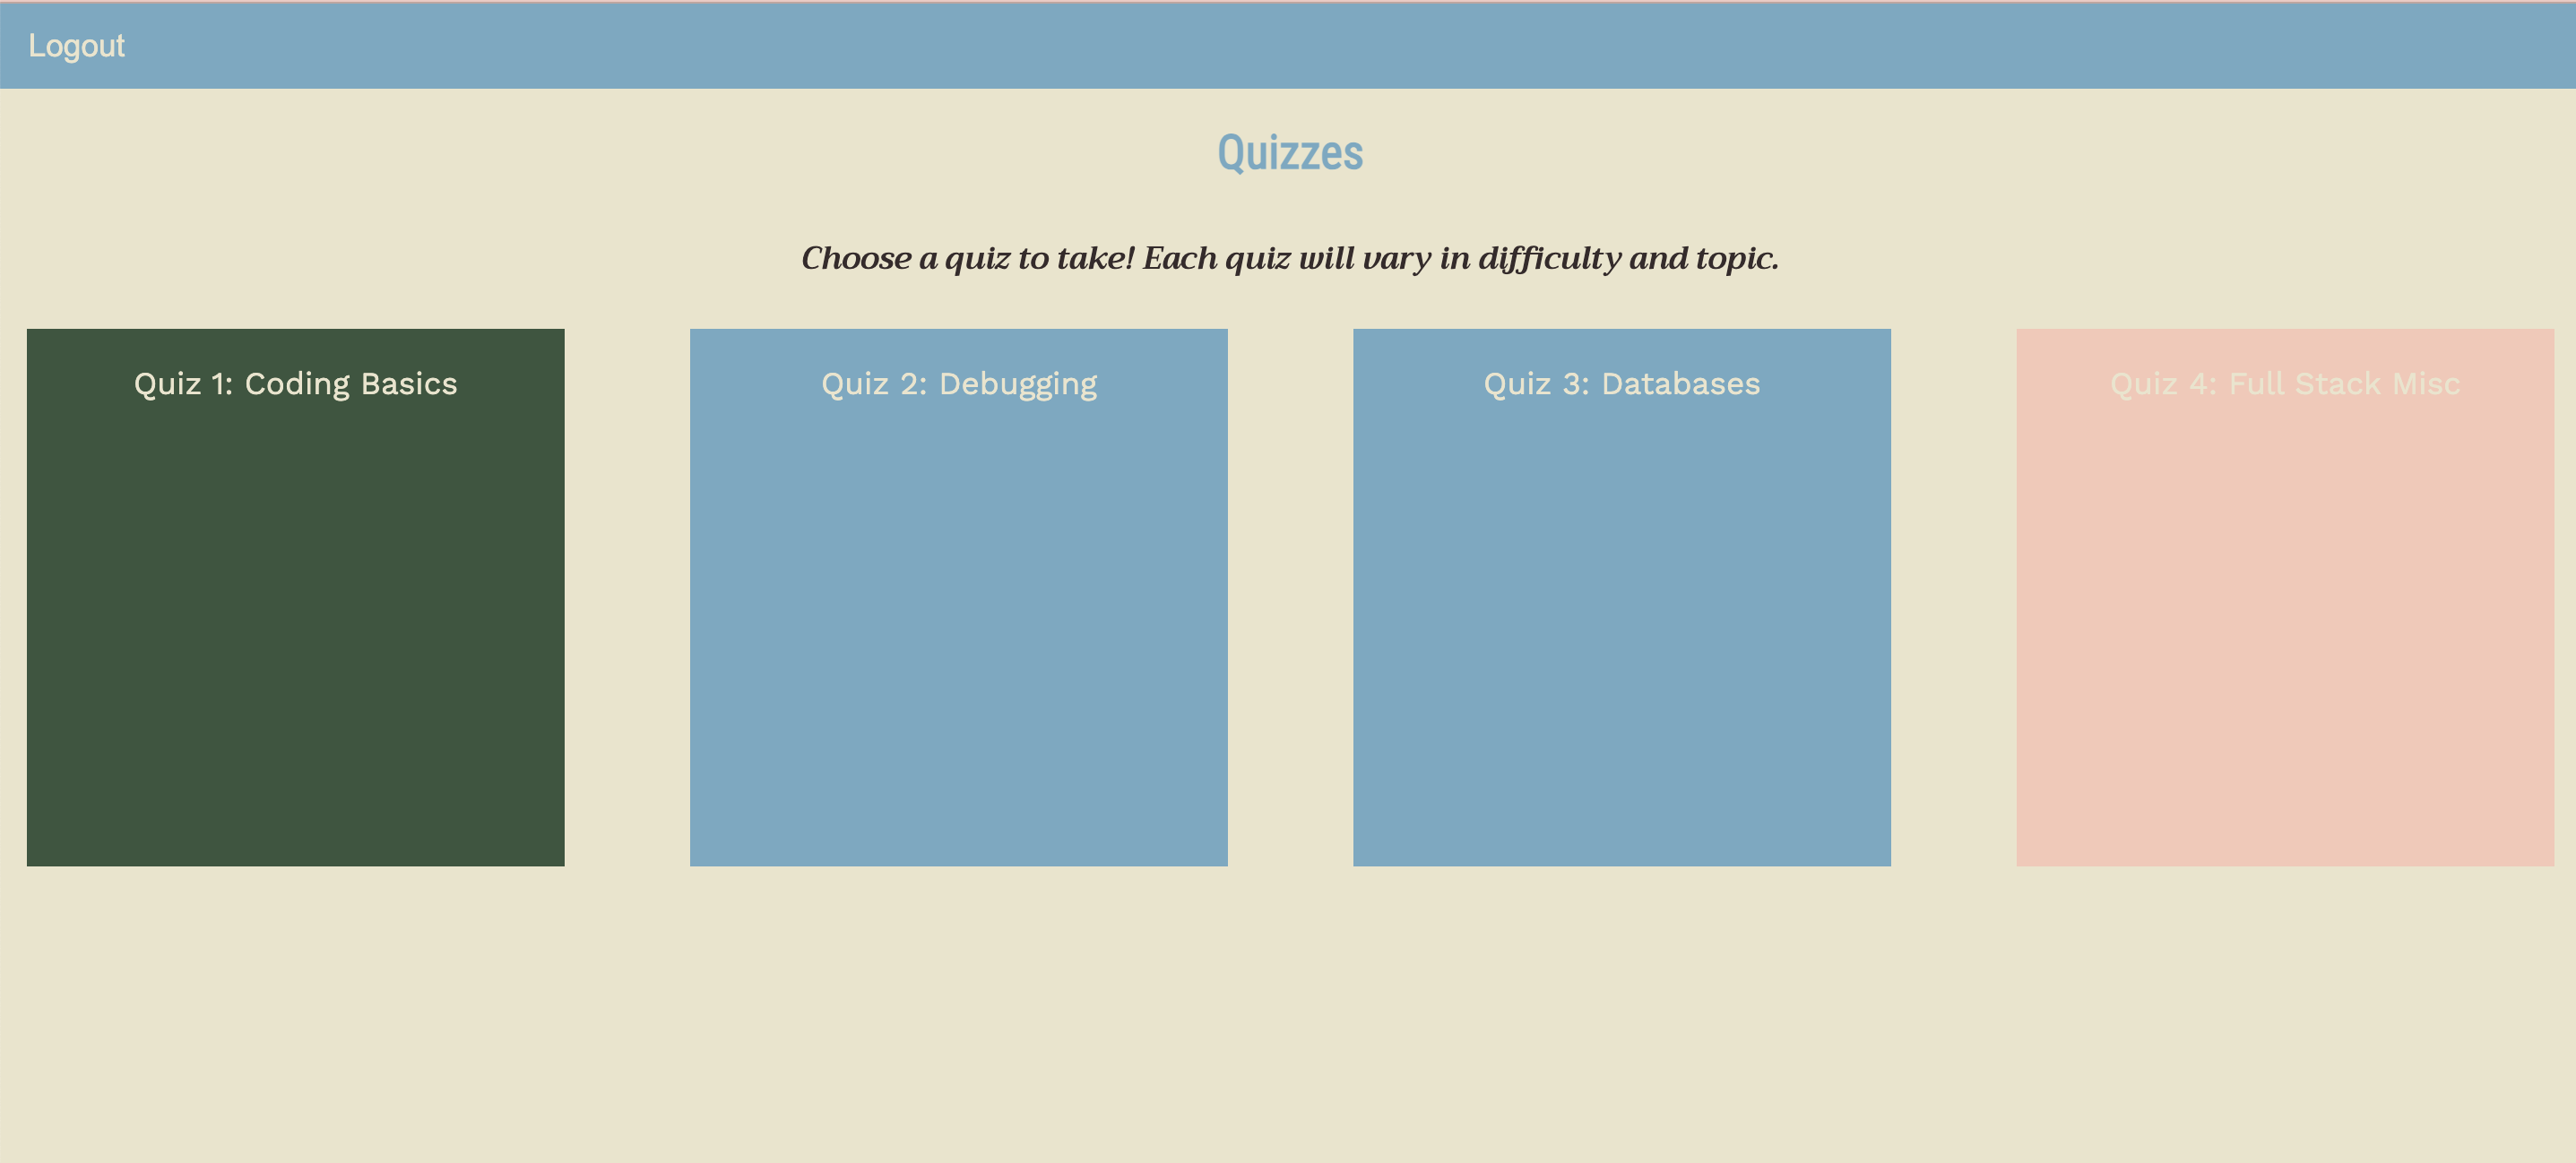 Logout
Quizzes
Choose a quiz to take! Each quiz will vary in difficulty and topic.
Quiz 1: Coding Basics
Quiz 2: Debugging
Quiz 3: Databases
Quiz 4: Full Stack Misc